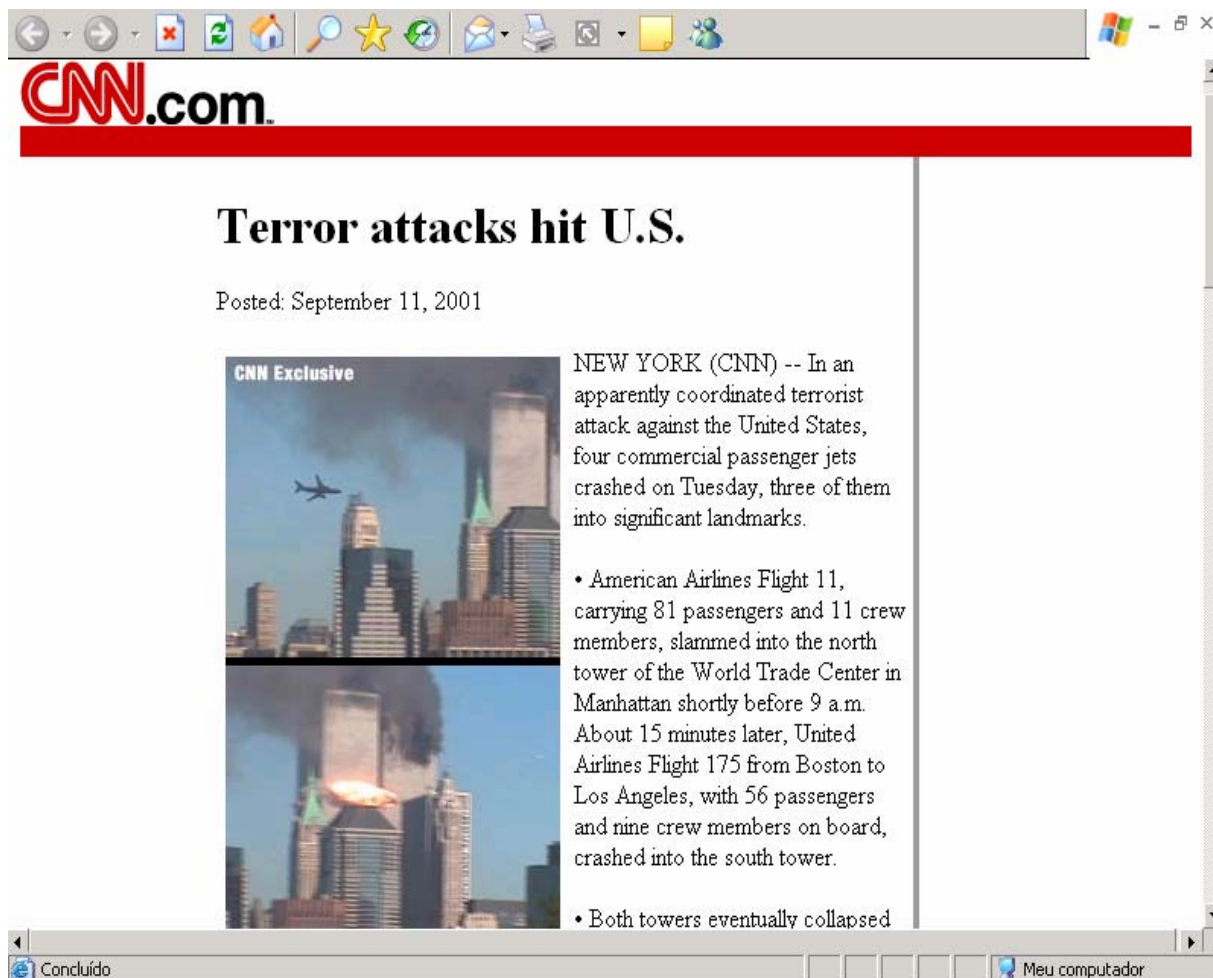 CNN.com
Terror attacks hit U.S.
Posted: September 11, 2001
CNN Exclusive
NEW YORK (CNN) -- In an
apparently coordinated terrorist
attack against the United States,
four commercial passenger jets
crashed on Tuesday, three of them
into significant landmarks.
• American Airlines Flight 11,
carrying 81 passengers and 11 crew
members, slammed into the north
tower of the World Trade Center in
Manhattan shortly before 9 a.m.
About 15 minutes later, United
Airlines Flight 175 from Boston to
Los Angeles, with 56 passengers
and nine crew members on board,
crashed into the south tower.
• Both towers eventually collapsed
Concluído
Meu computador